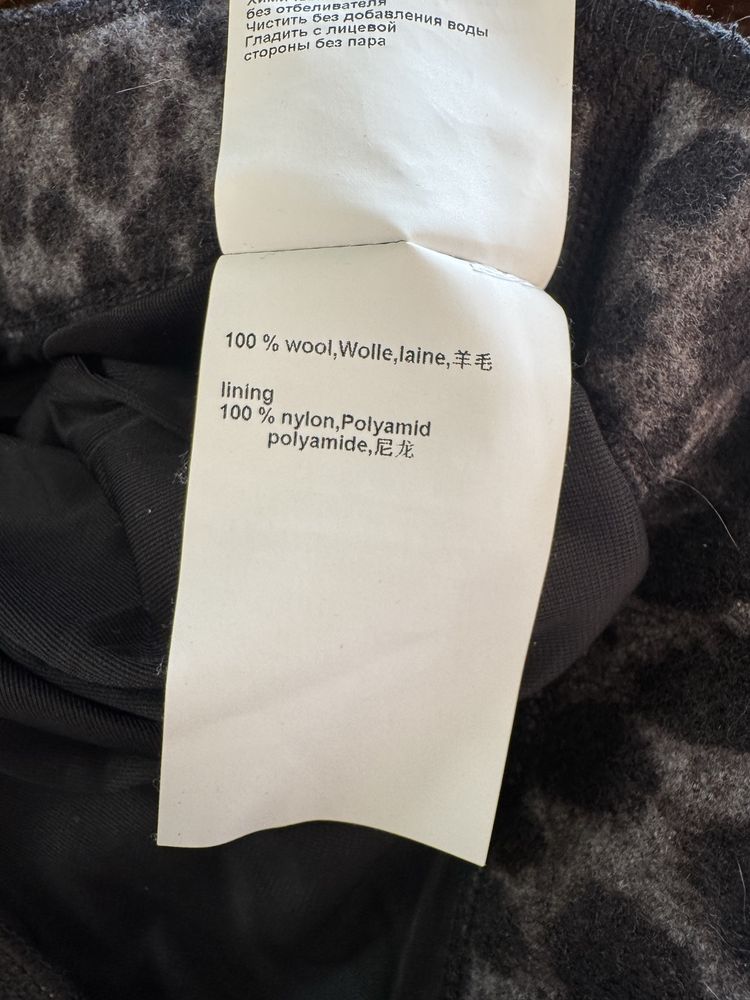 без отбеливателя
Чистить без добавления воды
Гладить с лицевой
стороны без пара
100 % wool,Wolle,laine,羊毛
lining
100 % nylon,Polyamid
polyamide,尼龙